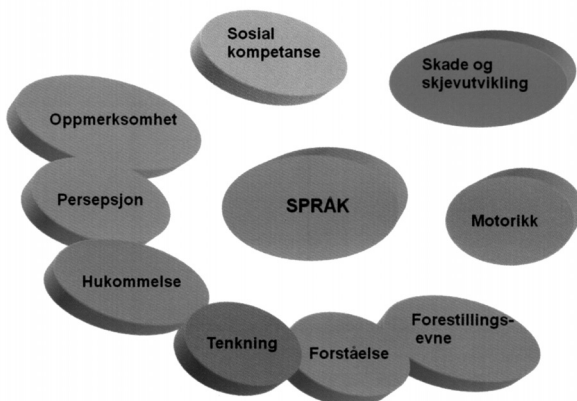 Sosial
kompetanse
Skade og
skjevutvikling
Oppmerksomhet
Persepsjon
SPRÅK
Motorikk
Hukommelse
Tenkning
Forståelse
Forestillings-
evne